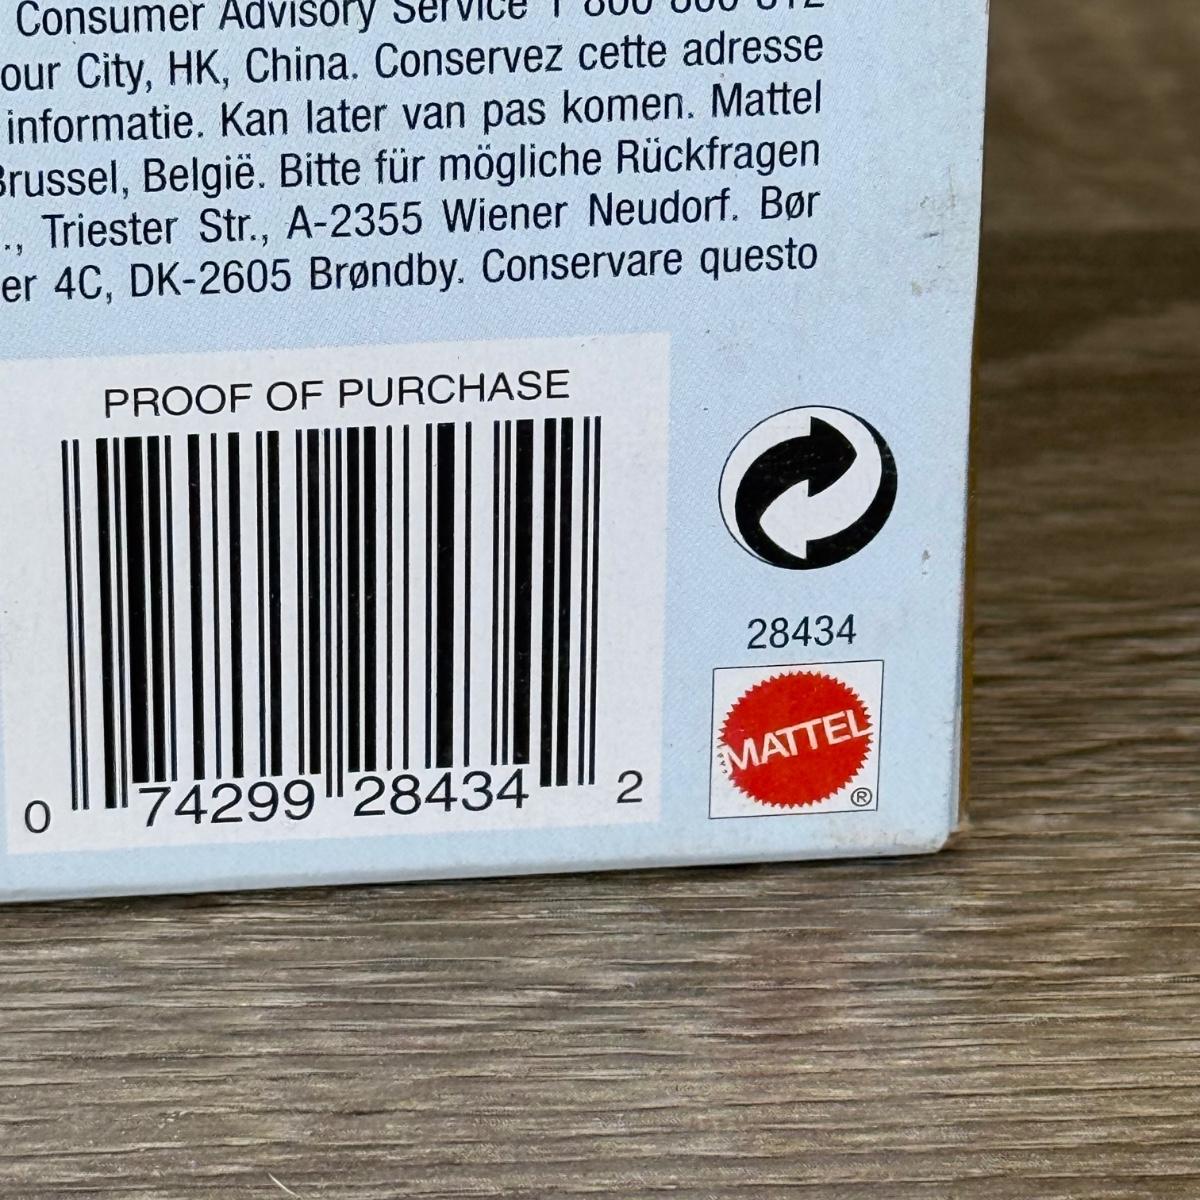 Consumer Advisory Service 1 800 
our City, HK, China. Conservez cette adresse
informatie. Kan later van pas komen. Mattel
Brussel, België. Bitte für mögliche Rückfragen
., Triester Str., A-2355 Wiener Neudorf. Bør
er 4C, DK-2605 Brøndby. Conservare questo
PROOF OF PURCHASE
0 74299 28434 2
28434
MATTEL
®